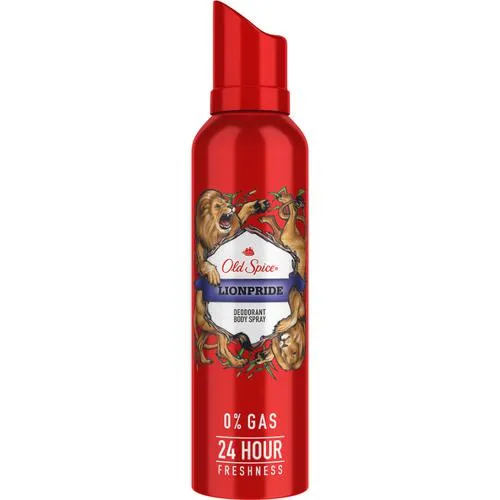 Old Spice®
LIONPRIDE
DEODORANT
BODY SPRAY
0% GAS
24 HOUR
FRESHNESS